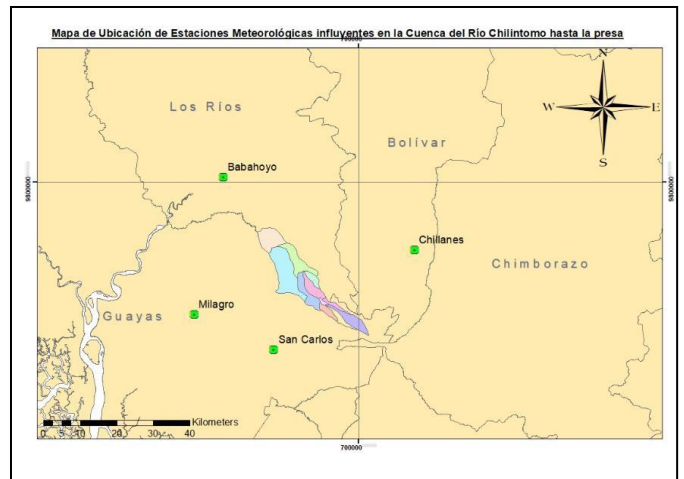 Mapa de Ubicación de Estaciones Meteorológicas influyentes en la Cuenca del Río Chilintomo hasta la presa
700000
N
Los Ríos
W
E
Bolívar
S
Babahoyo
9800000
9800000
Chillanes
Chimborazo
Milagro
Guayas
San Carlos
Kilometers
0 5 10 20 30 40
700000